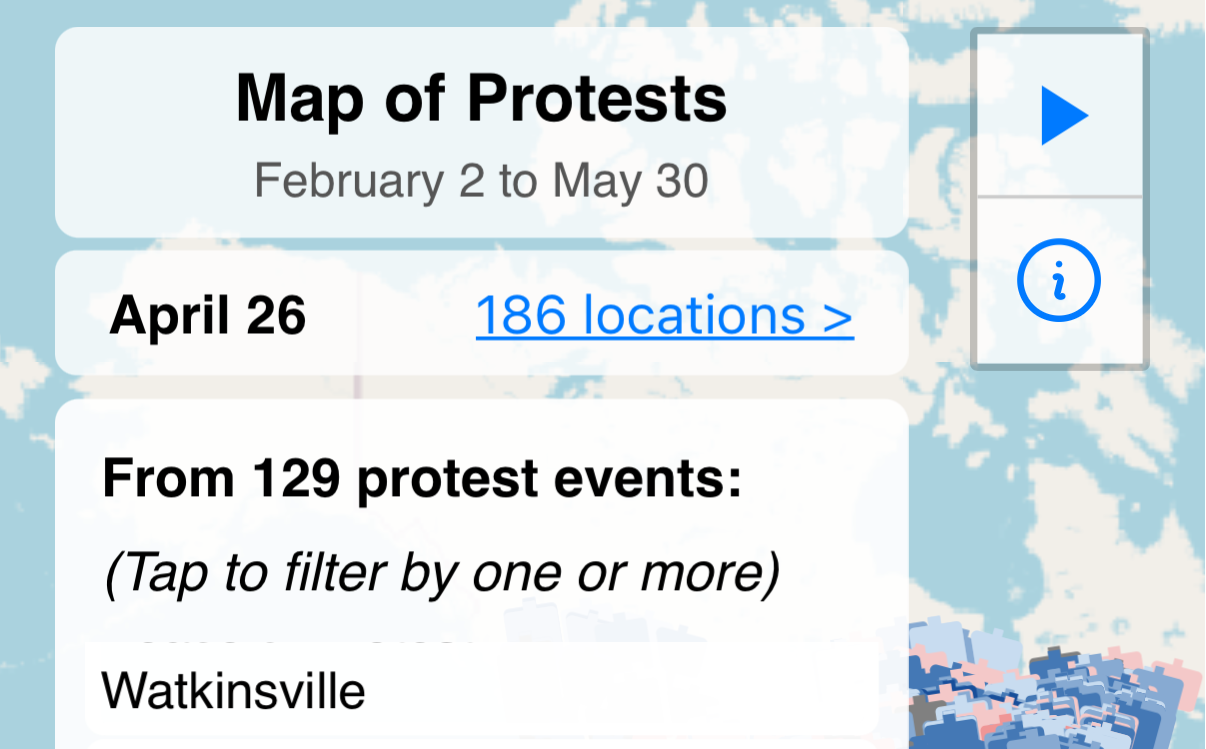 Map of Protests
February 2 to May 30
April 26
186 locations >
From 129 protest events:
(Tap to filter by one or more)
Watkinsville